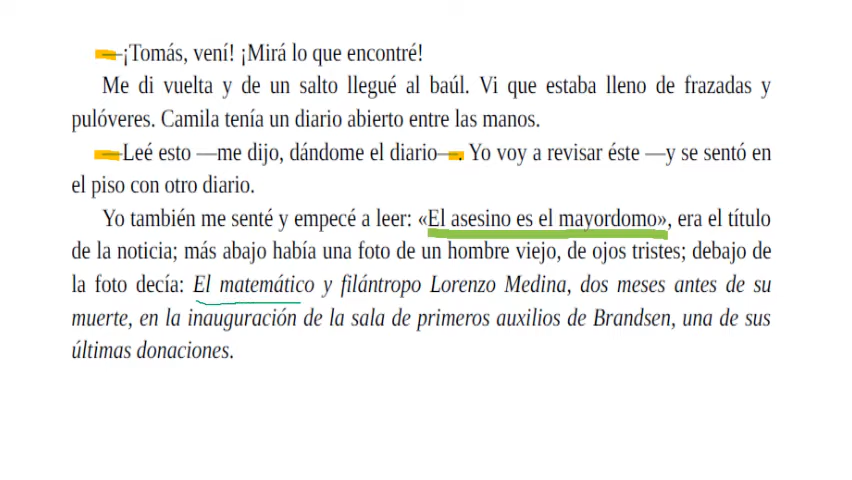 —¡Tomás, vení! ¡Mirá lo que encontré!
Me di vuelta y de un salto llegué al baúl. Vi que estaba lleno de frazadas y
pulóveres. Camila tenía un diario abierto entre las manos.
—Leé esto —me dijo, dándome el diario—. Yo voy a revisar éste —y se sentó en
el piso con otro diario.
Yo también me senté y empecé a leer: «El asesino es el mayordomo», era el título
de la noticia; más abajo había una foto de un hombre viejo, de ojos tristes; debajo de
la foto decía: El matemático y filántropo Lorenzo Medina, dos meses antes de su
muerte, en la inauguración de la sala de primeros auxilios de Brandsen, una de sus
últimas donaciones.